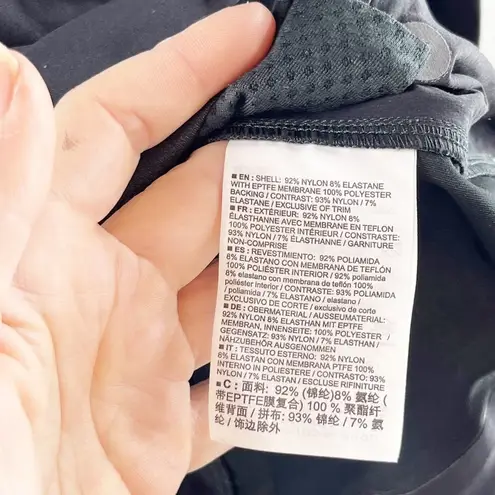 ■ EN : SHELL: 92% NYLON 8% ELASTANE
WITH EPTFE MEMBRANE 100% POLYESTER
BACKING / CONTRAST: 93% NYLON / 7%
ELASTANE / EXCLUSIVE OF TRIM
■ FR : EXTÉRIEUR: 92% NYLON 8%
ÉLASTHANNE AVEC MEMBRANE EN TEFLON
100% POLYESTER INTÉRIEUR / CONTRASTE:
93% NYLON / 7% ÉLASTHANNE / GARNITURE
NON-COMPRISE
■ ES : REVESTIMIENTO: 92% POLIAMIDA
8% ELASTANO CON MEMBRANA DE TEFLÓN
100% POLIÉSTER INTERIOR / 92% poliamida
8% elastano con membrana de teflón 100%
poliéster interior / CONTRASTE: 93% POLIAMIDA
/ 7% ELASTANO / EXCLUSIVO DE CORTE
/ 7% elastano / exclusivo de corte
■ DE : OBERMATERIAL / AUSSEMATERIAL:
92% NYLON 8% ELASTHAN MIT EPTFE
MEMBRAN, INNENSEITE: 100% POLYESTER /
KONTRAST: 93% NYLON / 7% ELASTHAN /
NÄHZUBEHÖR AUSGENOMMEN
■ IT : TESSUTO ESTERNO: 92% NYLON
8% ELASTAN CON MEMBRANA PTFE 100%
INTERNO IN POLIESTERE / CONTRASTO: 93%
NYLON / 7% ELASTAN / ESCLUSE RIFINITURE
■ C : 面料: 92% (锦纶)8% 氨纶 (
带EPTFE膜复合) 100 % 聚酯纤
维背面 / 拼布: 93% 锦纶 / 7% 氨
纶 / 饰边除外